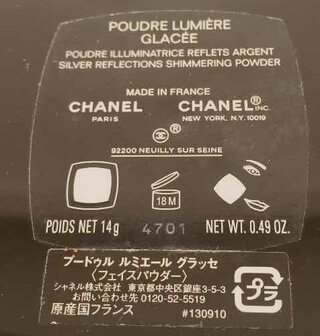 POUDRE LUMIÈRE
GLACÉE
POUDRE ILLUMINATRICE REFLETS ARGENT
SILVER REFLECTIONS SHIMMERING POWDER
MADE IN FRANCE
CHANEL CHANEL INC.
PARIS NEW YORK, N.Y. 10019
®
92200 NEUILLY SUR SEINE
18 M
POIDS NET 14g 4701 NET WT. 0.49 OZ.
プードゥル ルミエール グラッセ
〈フェイスパウダー〉
シャネル株式会社 東京都中央区銀座3-5-3
お問い合わせ先 0120-52-5519
原産国フランス #130910
プラ